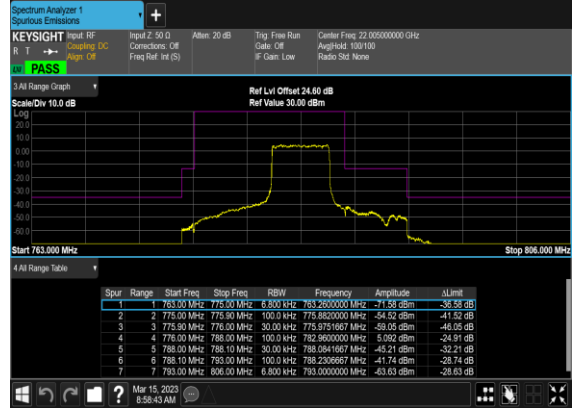 Spectrum Analyzer 1
Spurious Emissions
KEYSIGHT Input: RF Input Z: 50 Ω Atten: 20 dB Trig: Free Run Center Freq: 22.005000000 GHz
R T Coupling: DC Corrections: Off Gate: Off Avg|Hold: 100/100
Align: Off Freq Ref: Int (S) IF Gain: Low Radio Std: None
PASS
3 All Range Graph
Ref Lvl Offset 24.60 dB
Scale/Div 10.0 dB Ref Value 30.00 dBm
Log
20.0
10.0
0.00
-10.0
-20.0
-30.0
-40.0
-50.0
-60.0
Start 763.000 MHz Stop 806.000 MHz
4 All Range Table
Spur Range Start Freq Stop Freq RBW Frequency Amplitude ΔLimit
1 1 763.00 MHz 775.00 MHz 6.800 kHz 763.2600000 MHz -71.58 dBm -36.58 dB
2 2 775.00 MHz 775.90 MHz 100.0 kHz 775.8820000 MHz -54.52 dBm -41.52 dB
3 3 775.90 MHz 776.00 MHz 30.00 kHz 775.9751667 MHz -59.05 dBm -46.05 dB
4 4 776.00 MHz 788.00 MHz 100.0 kHz 782.9600000 MHz 5.092 dBm -24.91 dB
5 5 788.00 MHz 788.10 MHz 30.00 kHz 788.0841667 MHz -45.21 dBm -32.21 dB
6 6 788.10 MHz 793.00 MHz 100.0 kHz 788.2306667 MHz -41.74 dBm -28.74 dB
7 7 793.00 MHz 806.00 MHz 6.800 kHz 793.0000000 MHz -63.63 dBm -28.63 dB
Mar 15, 2023
8:58:43 AM